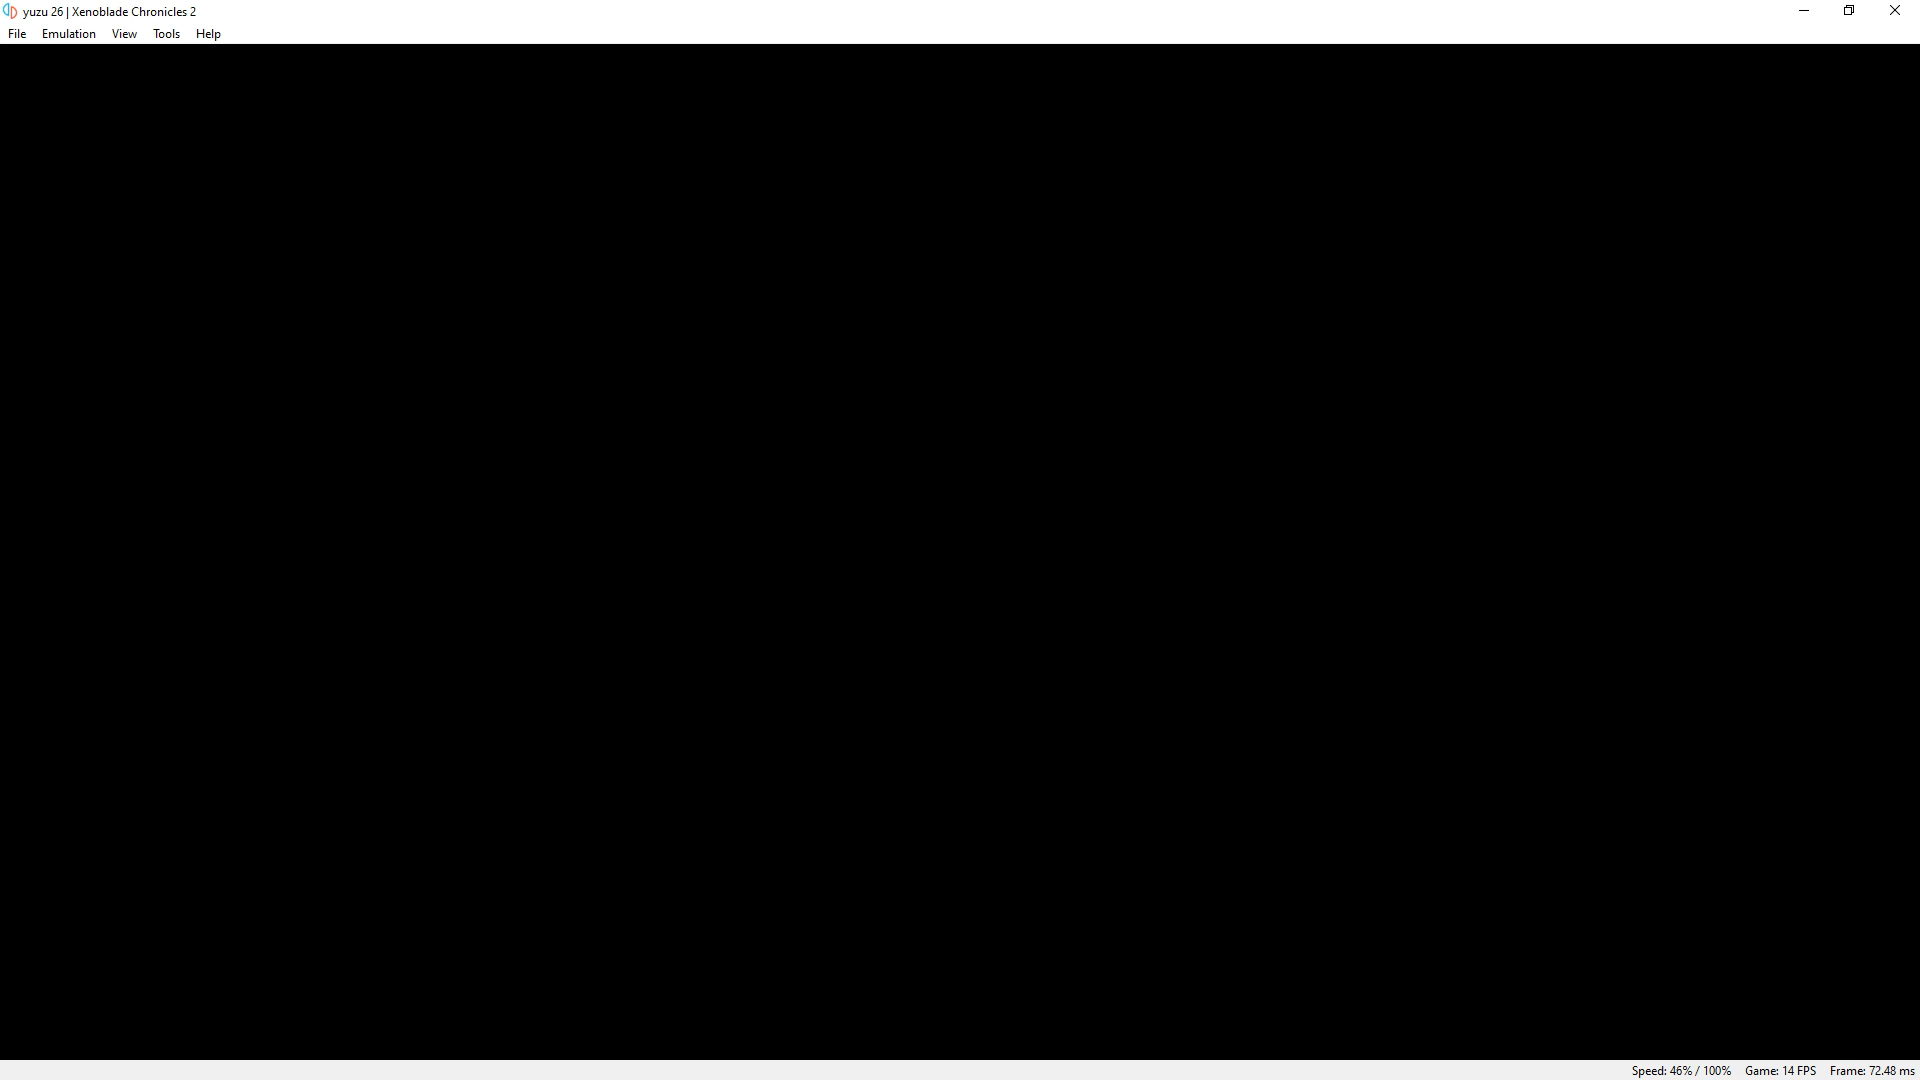 yuzu 26 | Xenoblade Chronicles 2
File Emulation View Tools Help
Speed: 46% / 100% Game: 14 FPS Frame: 72.48 ms